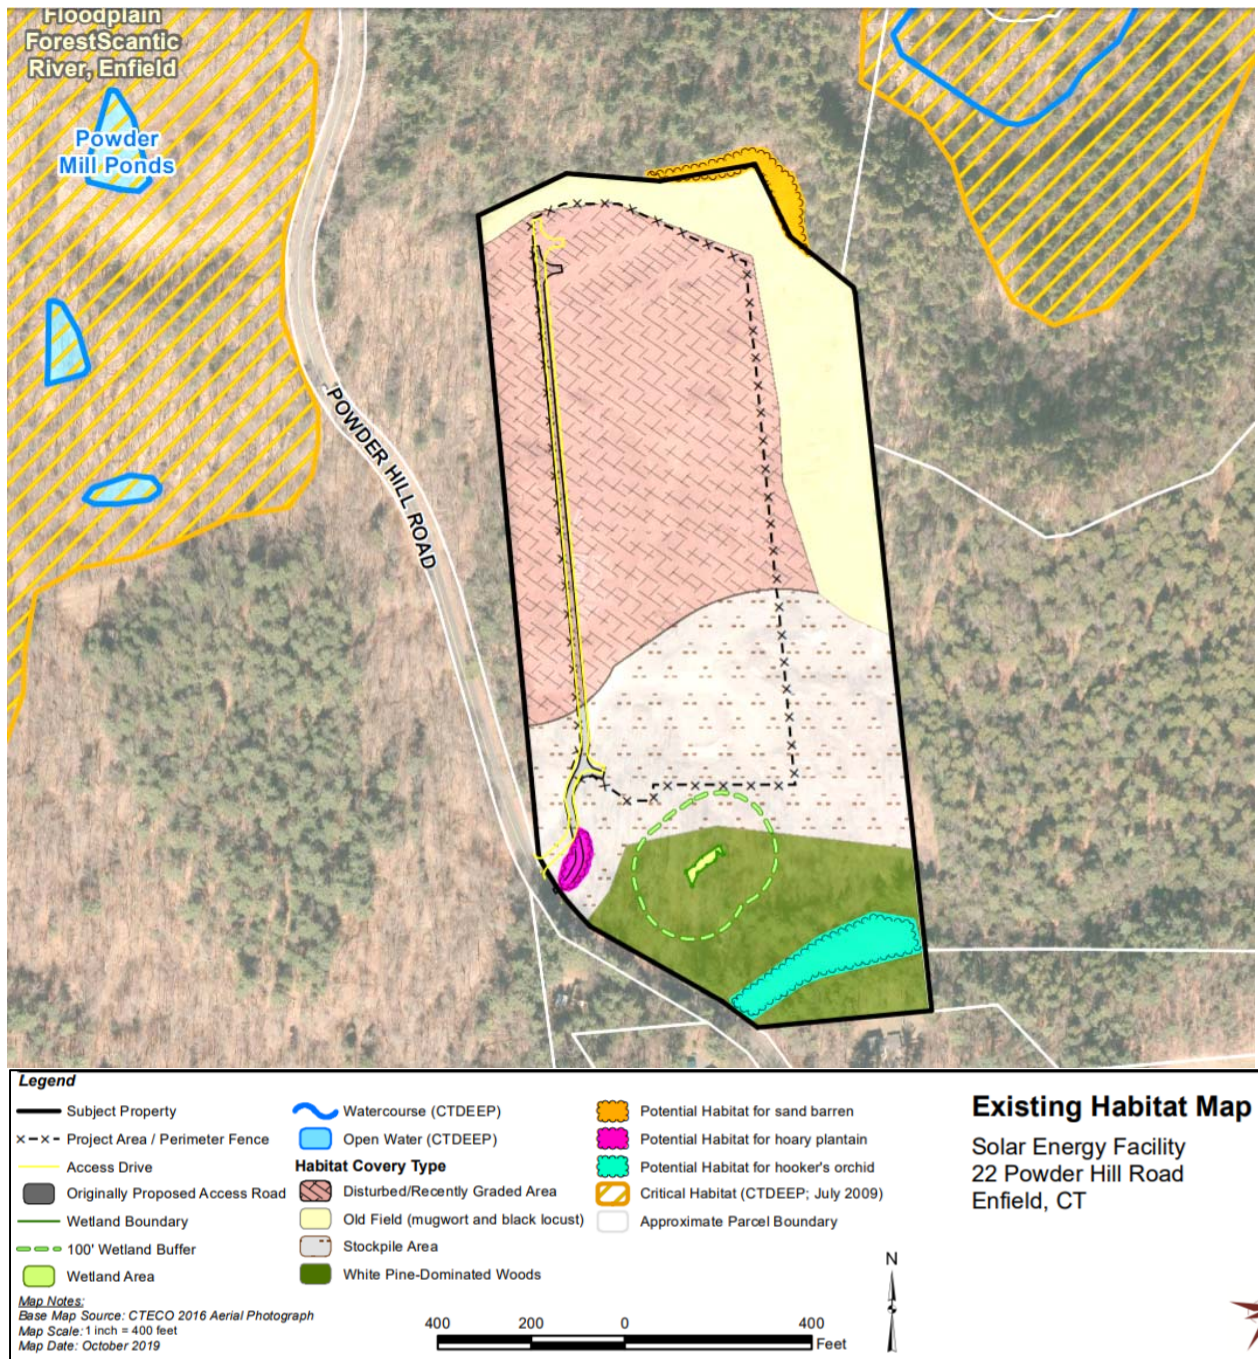 Floodplain
ForestScantic
River, Enfield
Powder
Mill Ponds
POWDER HILL ROAD
Legend
Subject Property
Project Area / Perimeter Fence
Access Drive
Originally Proposed Access Road
Wetland Boundary
100' Wetland Buffer
Wetland Area
Watercourse (CTDEEP)
Open Water (CTDEEP)
Habitat Covery Type
Disturbed/Recently Graded Area
Old Field (mugwort and black locust)
Stockpile Area
White Pine-Dominated Woods
Potential Habitat for sand barren
Potential Habitat for hoary plantain
Potential Habitat for hooker's orchid
Critical Habitat (CTDEEP; July 2009)
Approximate Parcel Boundary
Existing Habitat Map
Solar Energy Facility
22 Powder Hill Road
Enfield, CT
Map Notes:
Base Map Source: CTECO 2016 Aerial Photograph
Map Scale: 1 inch = 400 feet
Map Date: October 2019
400 200 0 400
Feet
N